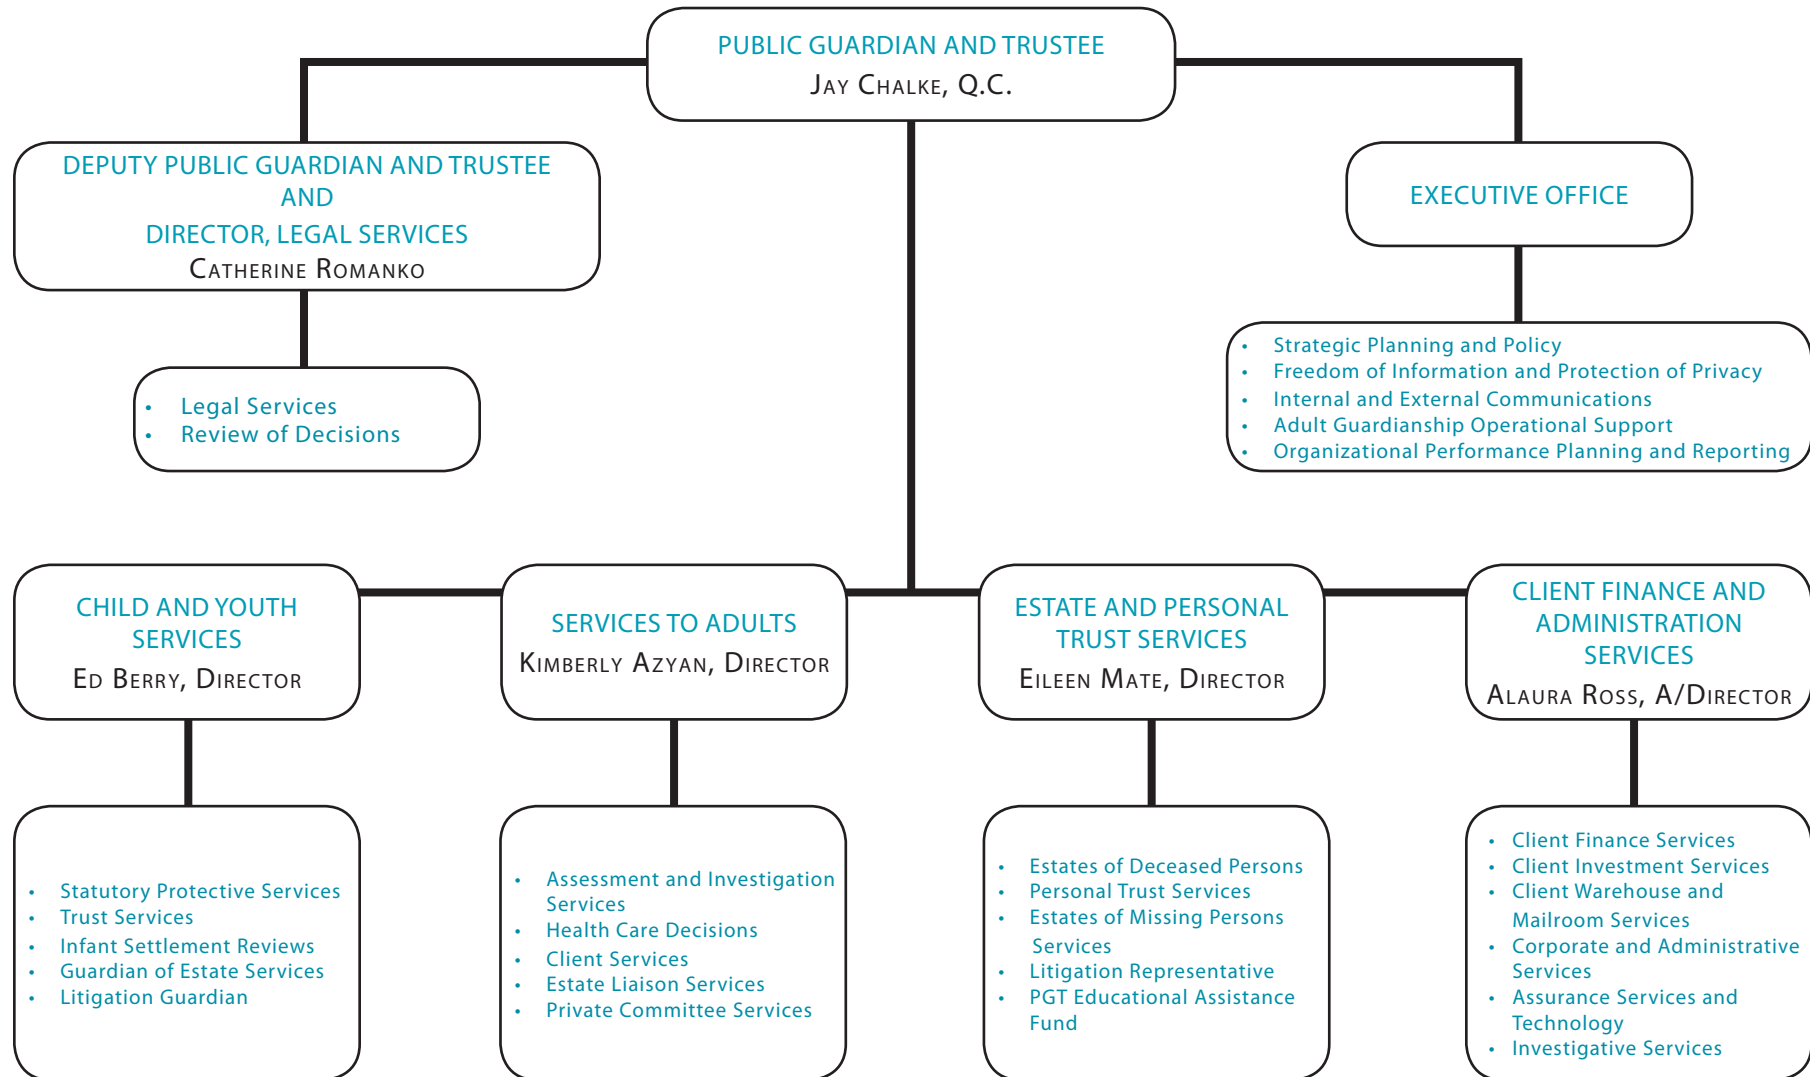 PUBLIC GUARDIAN AND TRUSTEE
Jay Chalke, Q.C.
DEPUTY PUBLIC GUARDIAN AND TRUSTEE
AND
DIRECTOR, LEGAL SERVICES
Catherine Romanko
EXECUTIVE OFFICE
• Legal Services
• Review of Decisions
• Strategic Planning and Policy
• Freedom of Information and Protection of Privacy
• Internal and External Communications
• Adult Guardianship Operational Support
• Organizational Performance Planning and Reporting
CHILD AND YOUTH
SERVICES
Ed Berry, Director
SERVICES TO ADULTS
Kimberly Azyan, Director
ESTATE AND PERSONAL
TRUST SERVICES
Eileen Mate, Director
CLIENT FINANCE AND
ADMINISTRATION
SERVICES
Alaura Ross, A/Director
• Statutory Protective Services
• Trust Services
• Infant Settlement Reviews
• Guardian of Estate Services
• Litigation Guardian
• Assessment and Investigation
Services
• Health Care Decisions
• Client Services
• Estate Liaison Services
• Private Committee Services
• Estates of Deceased Persons
• Personal Trust Services
• Estates of Missing Persons
Services
• Litigation Representative
• PGT Educational Assistance
Fund
• Client Finance Services
• Client Investment Services
• Client Warehouse and
Mailroom Services
• Corporate and Administrative
Services
• Assurance Services and
Technology
• Investigative Services